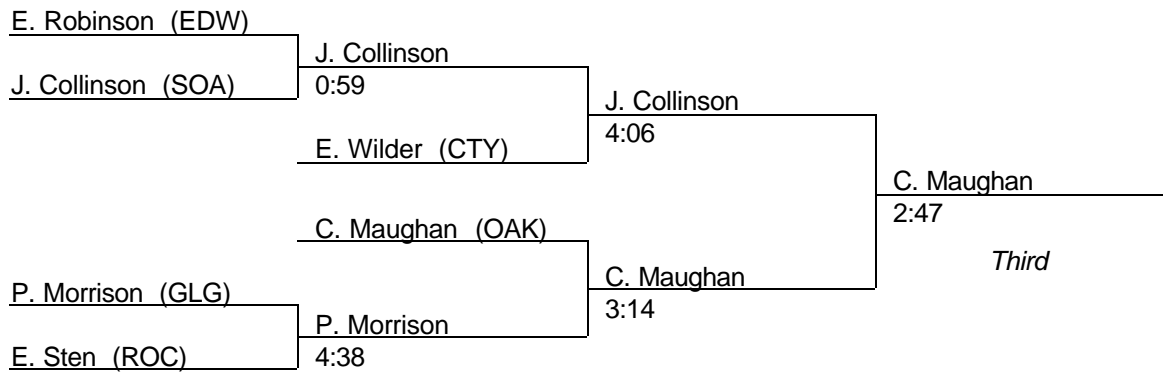 E. Robinson (EDW)
J. Collinson
J. Collinson (SOA)
0:59
J. Collinson
4:06
E. Wilder (CTY)
C. Maughan
2:47
C. Maughan (OAK)
Third
C. Maughan
3:14
P. Morrison (GLG)
P. Morrison
4:38
E. Sten (ROC)